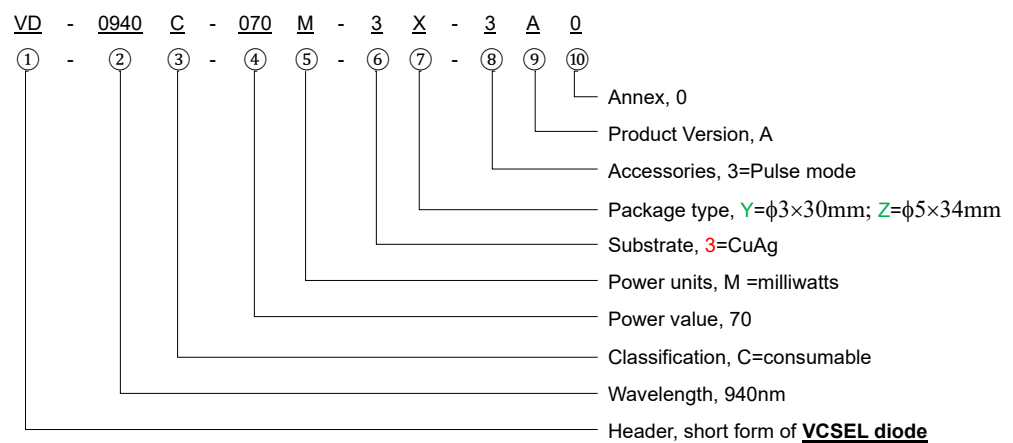 VD - 0940 C - 070 M - 3 X - 3 A 0
① - ② ③ - ④ ⑤ - ⑥ ⑦ - ⑧ ⑨ ⑩
Annex, 0
Product Version, A
Accessories, 3=Pulse mode
Package type, Y=ϕ3×30mm; Z=ϕ5×34mm
Substrate, 3=CuAg
Power units, M =milliwatts
Power value, 70
Classification, C=consumable
Wavelength, 940nm
Header, short form of VCSEL diode